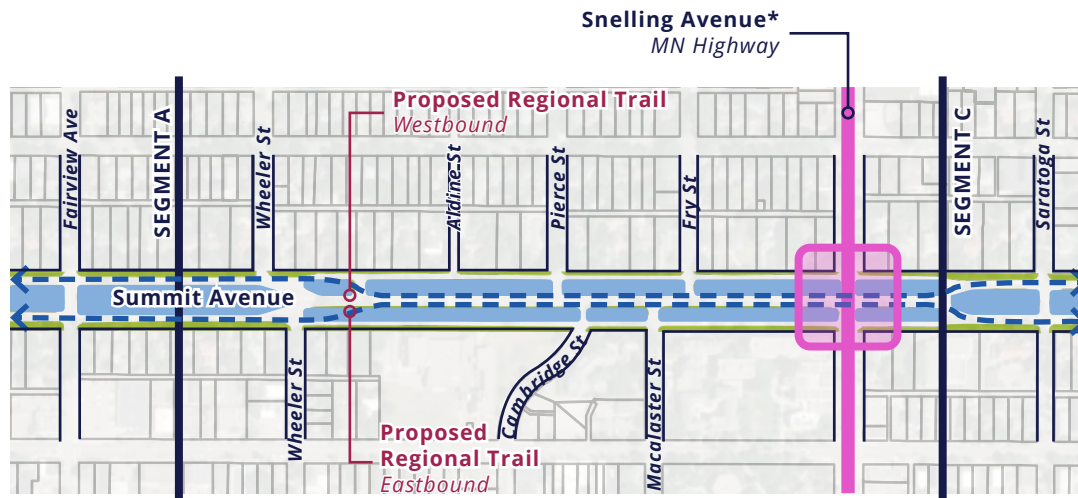 Snelling Avenue*
MN Highway
Proposed Regional Trail
Westbound
Fairview Ave
SEGMENT A
Wheeler St
Aldine St
Pierce St
Fry St
SEGMENT C
Saratoga St
Summit Avenue
Wheeler St
Cambridge St
Macalaster St
Proposed
Regional Trail
Eastbound